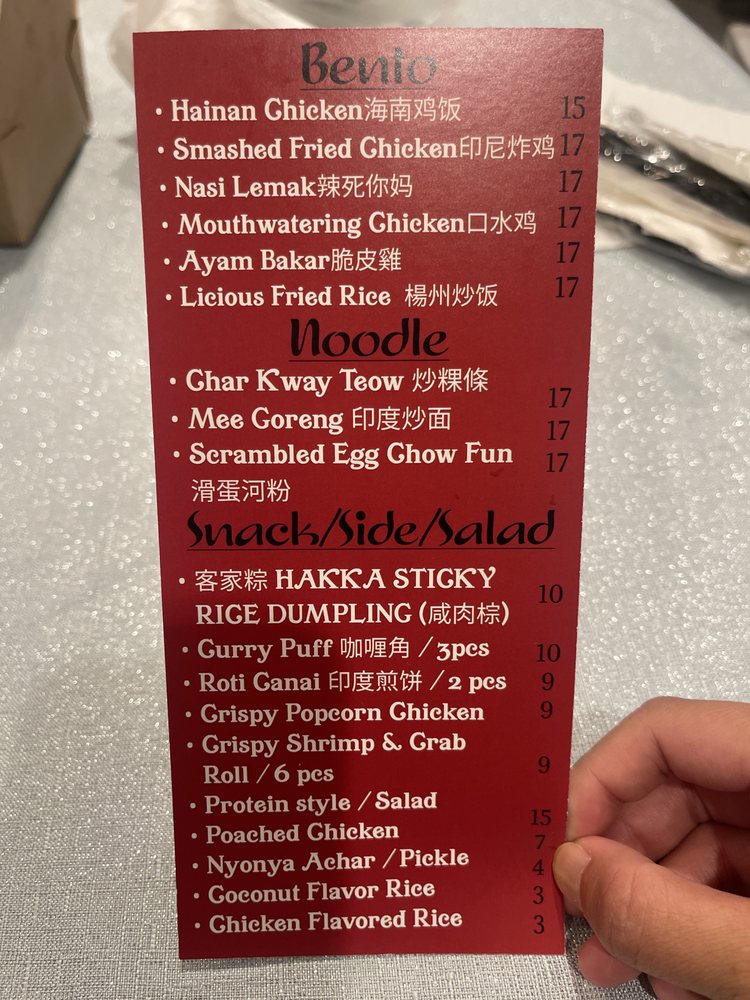 Bento
• Hainan Chicken海南鸡饭 15
• Smashed Fried Chicken印尼炸鸡 17
• Nasi Lemak辣死你妈 17
• Mouthwatering Chicken口水鸡 17
• Ayam Bakar脆皮雞 17
• Licious Fried Rice 楊州炒饭 17
Noodle
• Char Kway Teow 炒粿條 17
• Mee Goreng 印度炒面 17
• Scrambled Egg Chow Fun 17
滑蛋河粉
Snack/Side/Salad
• 客家粽 HAKKA STICKY
RICE DUMPLING (咸肉棕) 10
• Curry Puff 咖喱角 / 3pcs 10
• Roti Canai 印度煎饼 / 2 pcs 9
• Crispy Popcorn Chicken 9
• Crispy Shrimp & Crab
Roll / 6 pcs 9
• Protein style / Salad 15
• Poached Chicken 7
• Nyonya Achar / Pickle 4
• Coconut Flavor Rice 3
• Chicken Flavored Rice 3